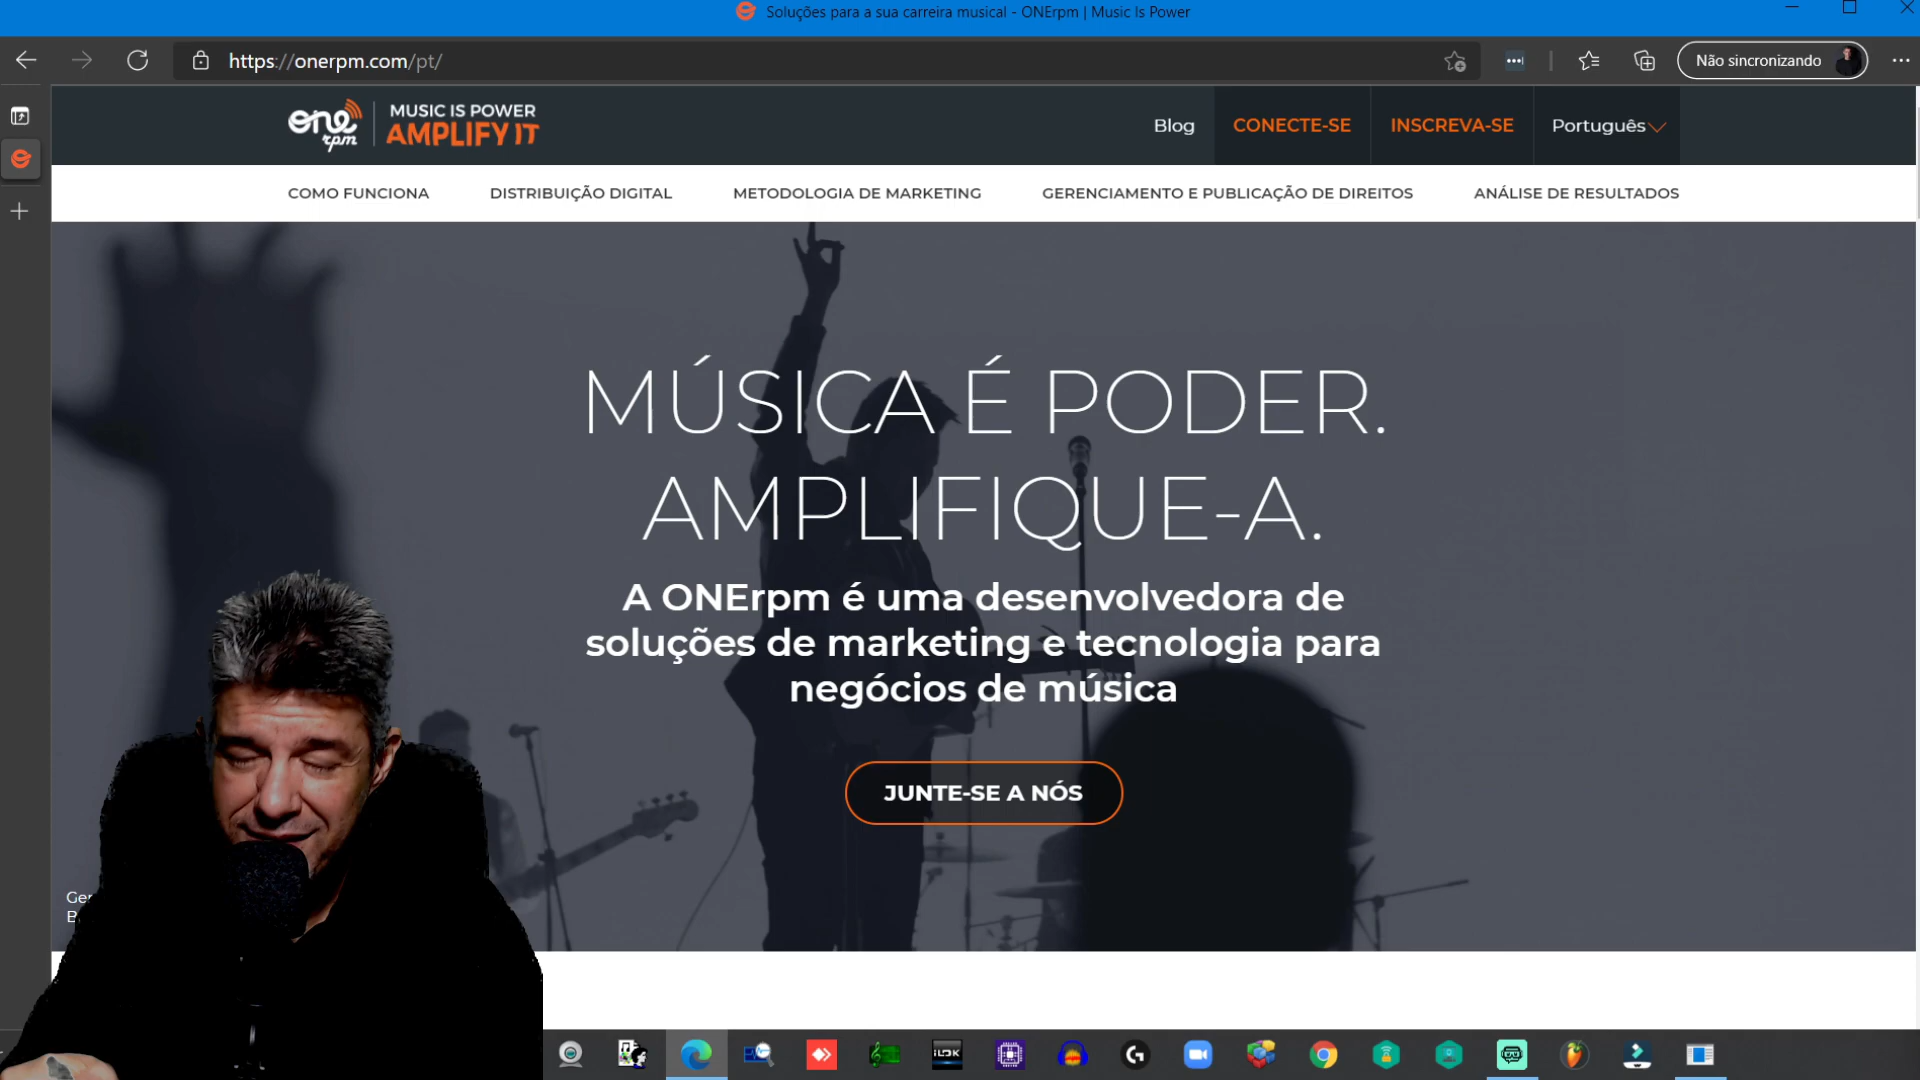 Soluções para a sua carreira musical - ONErpm | Music Is Power
https://onerpm.com/pt/
Não sincronizando
one rpm
MUSIC IS POWER
AMPLIFY IT
Blog
CONECTE-SE
INSCREVA-SE
Português
COMO FUNCIONA
DISTRIBUIÇÃO DIGITAL
METODOLOGIA DE MARKETING
GERENCIAMENTO E PUBLICAÇÃO DE DIREITOS
ANÁLISE DE RESULTADOS
MÚSICA É PODER.
AMPLIFIQUE-A.
A ONErpm é uma desenvolvedora de
soluções de marketing e tecnologia para
negócios de música
JUNTE-SE A NÓS
iLOK